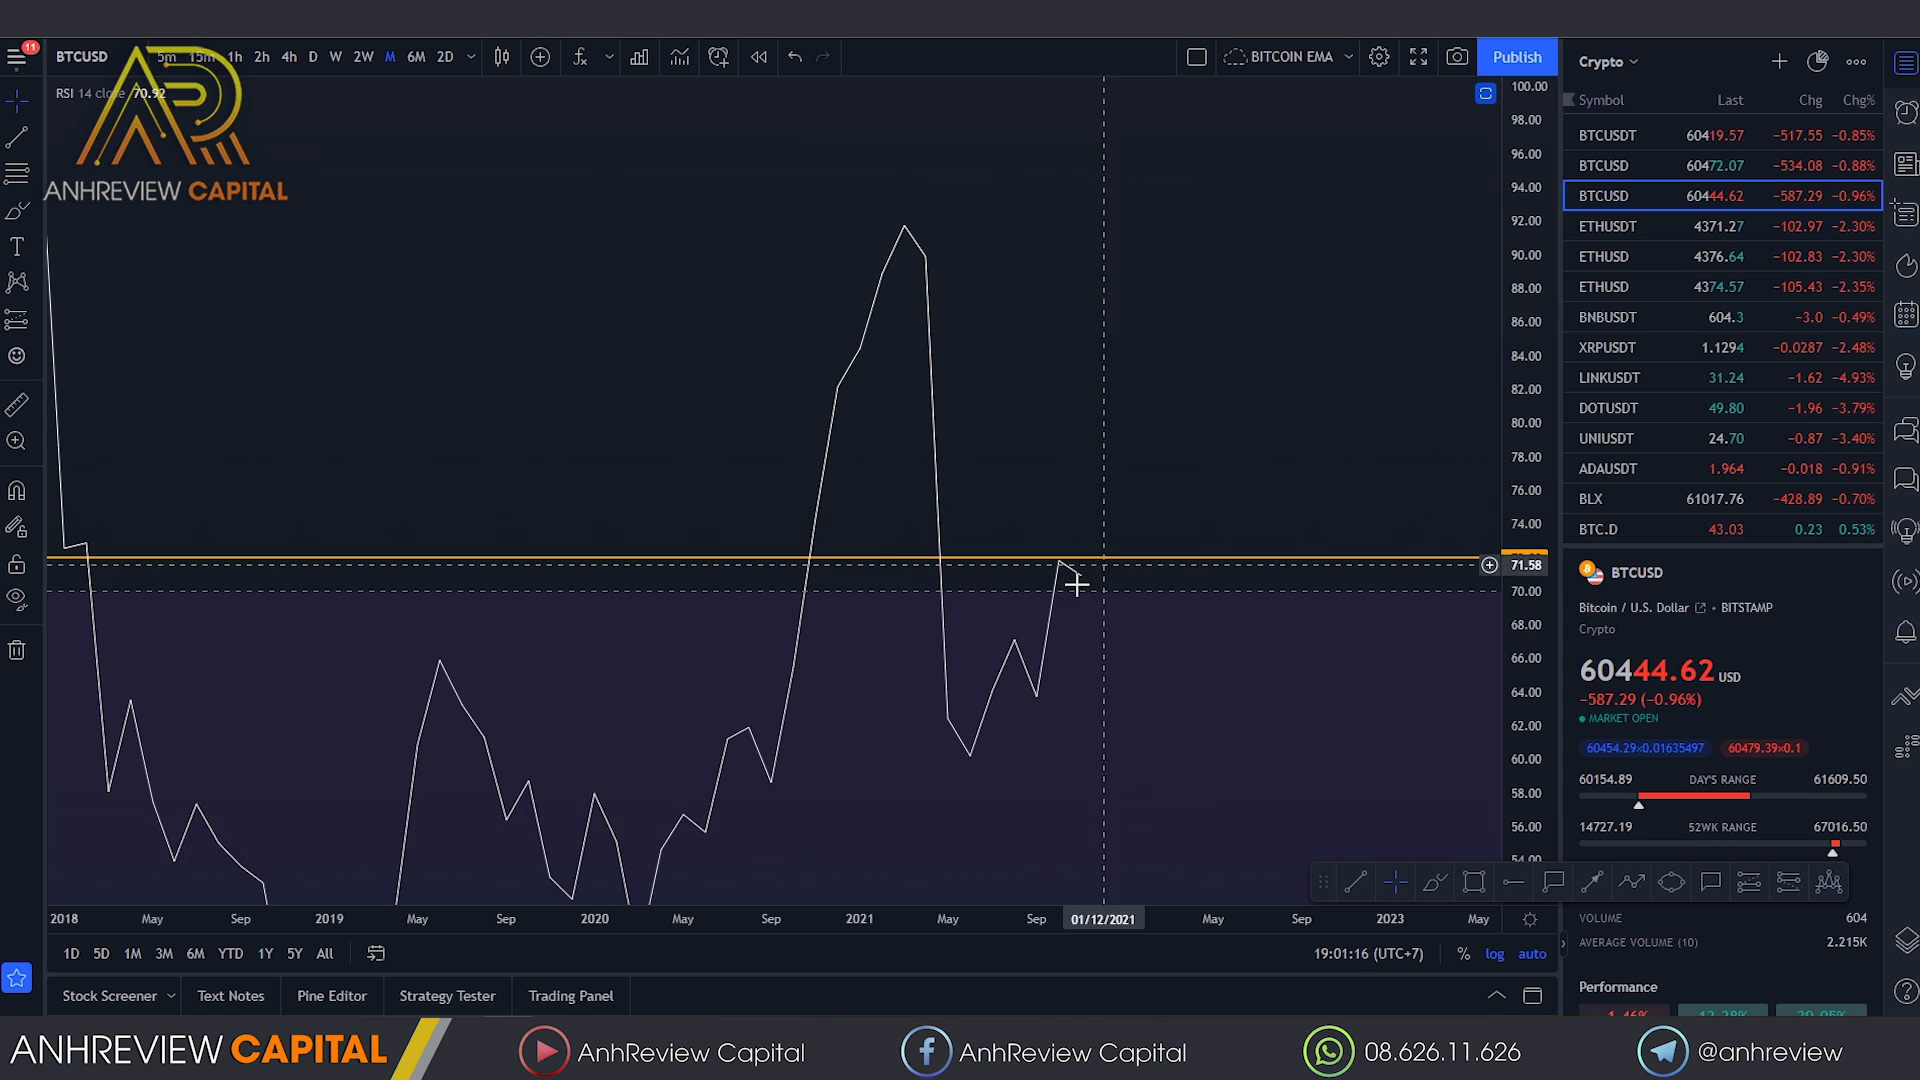 11
BTCUSD 5m 15m 1h 2h 4h D W 2W M 6M 2D
BITCOIN EMA
Publish
Crypto
RSI 14 close 70.92
ANHREVIEW CAPITAL
Symbol Last Chg Chg%
BTCUSDT 60419.57 −517.55 −0.85%
BTCUSD 60472.07 −534.08 −0.88%
BTCUSD 60444.62 −587.29 −0.96%
ETHUSDT 4371.27 −102.97 −2.30%
ETHUSD 4376.64 −102.83 −2.30%
ETHUSD 4374.57 −105.43 −2.35%
BNBUSDT 604.3 −3.0 −0.49%
XRPUSDT 1.1294 −0.0287 −2.48%
LINKUSDT 31.24 −1.62 −4.93%
DOTUSDT 49.80 −1.96 −3.79%
UNIUSDT 24.70 −0.87 −3.40%
ADAUSDT 1.964 −0.018 −0.91%
BLX 61017.76 −428.89 −0.70%
BTC.D 43.03 0.23 0.53%
100.00
98.00
96.00
94.00
92.00
90.00
88.00
86.00
84.00
82.00
80.00
78.00
76.00
74.00
71.58
70.00
68.00
66.00
64.00
62.00
60.00
58.00
56.00
54.00
BTCUSD
Bitcoin / U.S. Dollar • BITSTAMP
Crypto
60444.62 USD
−587.29 (−0.96%)
MARKET OPEN
60454.29×0.01635497 60479.39×0.1
60154.89 DAY'S RANGE 61609.50
14727.19 52WK RANGE 67016.50
VOLUME 604
AVERAGE VOLUME (10) 2.215K
Performance
−1.46% 12.28% 20.05%
2018 May Sep 2019 May Sep 2020 May Sep 2021 May Sep 01/12/2021 May Sep 2023 May
1D 5D 1M 3M 6M YTD 1Y 5Y All
19:01:16 (UTC+7) % log auto
Stock Screener Text Notes Pine Editor Strategy Tester Trading Panel
ANHREVIEW CAPITAL
AnhReview Capital
AnhReview Capital
08.626.11.626
@anhreview